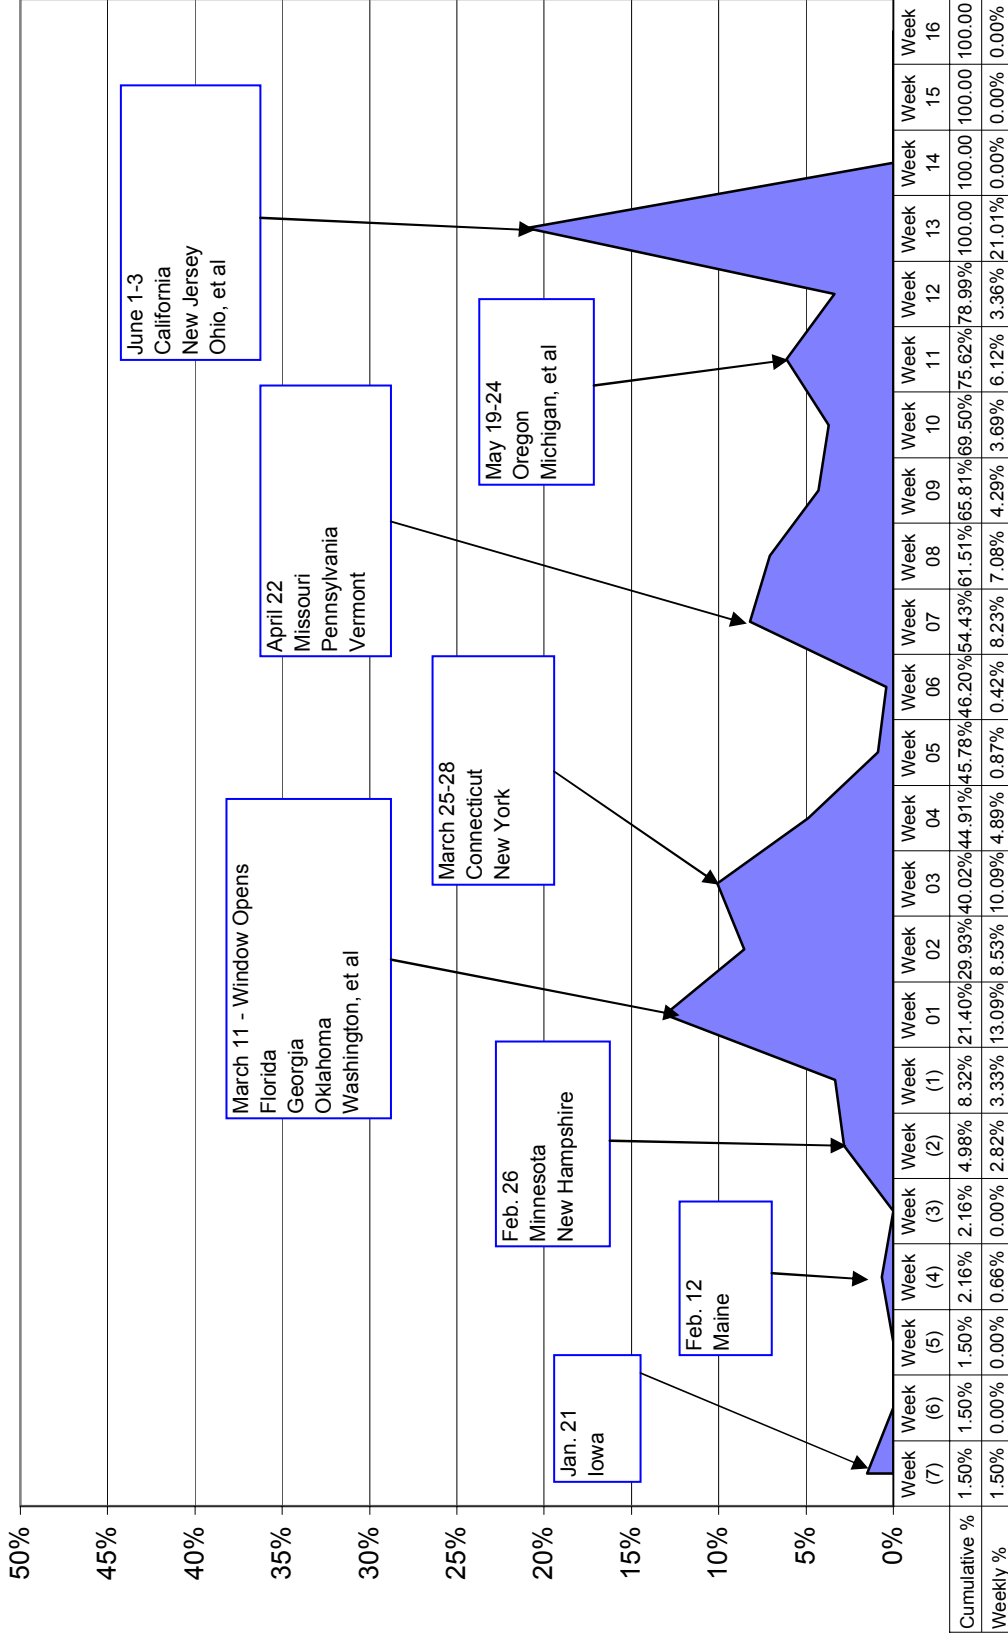 50%
45%
40%
35%
30%
25%
20%
15%
10%
5%
0%
Jan. 21
Iowa
Feb. 12
Maine
Feb. 26
Minnesota
New Hampshire
March 11 - Window Opens
Florida
Georgia
Oklahoma
Washington, et al
March 25-28
Connecticut
New York
April 22
Missouri
Pennsylvania
Vermont
May 19-24
Oregon
Michigan, et al
June 1-3
California
New Jersey
Ohio, et al
Week Week Week Week Week Week Week Week Week Week Week Week Week Week Week Week Week Week Week Week Week Week Week
(7) (6) (5) (4) (3) (2) (1) 01 02 03 04 05 06 07 08 09 10 11 12 13 14 15 16
Cumulative % 1.50% 1.50% 1.50% 2.16% 2.16% 4.98% 8.32% 21.40% 29.93% 40.02% 44.91% 45.78% 46.20% 54.43% 61.51% 65.81% 69.50% 75.62% 78.99% 100.00 100.00 100.00 100.00
Weekly % 1.50% 0.00% 0.00% 0.66% 0.00% 2.82% 3.33% 13.09% 8.53% 10.09% 4.89% 0.87% 0.42% 8.23% 7.08% 4.29% 3.69% 6.12% 3.36% 21.01% 0.00% 0.00% 0.00%